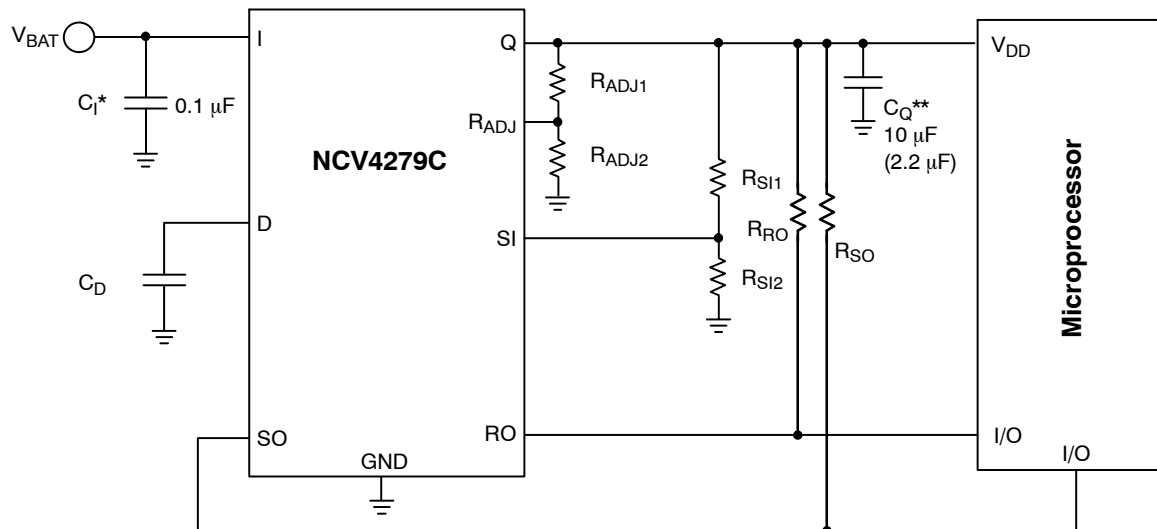 V_BAT
I
Q
V_DD
C_I*
0.1 μF
R_ADJ1
R_ADJ
R_ADJ2
C_Q**
10 μF
(2.2 μF)
NCV4279C
R_SI1
D
SI
R_RO
R_SO
C_D
R_SI2
Microprocessor
SO
RO
I/O
GND
I/O